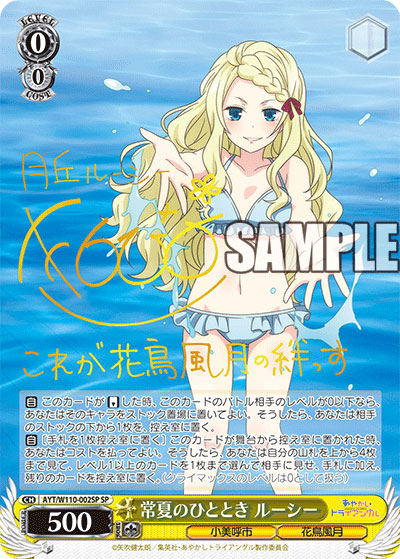 LEVEL
0
0
COST
月丘ルーシー
SAMPLE
これが花鳥風月の絆っす
自 このカードが した時、このカードのバトル相手のレベルが0以下なら、
あなたはそのキャラをストック置場に置いてよい。そうしたら、あなたは相手
のストックの下から1枚を、控え室に置く。
自 [手札を1枚控え室に置く] このカードが舞台から控え室に置かれた時、
あなたはコストを払ってよい。そうしたら、あなたは自分の山札を上から4枚
まで見て、レベル1以上のカードを1枚まで選んで相手に見せ、手札に加え、
残りのカードを控え室に置く。(クライマックスのレベルは0として扱う)
CH AYT/W110-002SP SP
常夏のひととき ルーシー
あやかしトライアングル
500
小美呼市
花鳥風月
©矢吹健太朗/集英社・あやかしトライアングル製作委員会